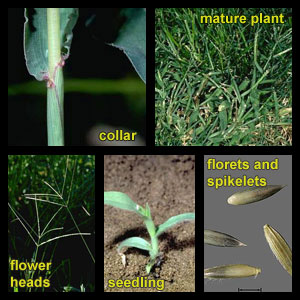 mature plant
collar
florets and
spikelets
flower
heads
seedling